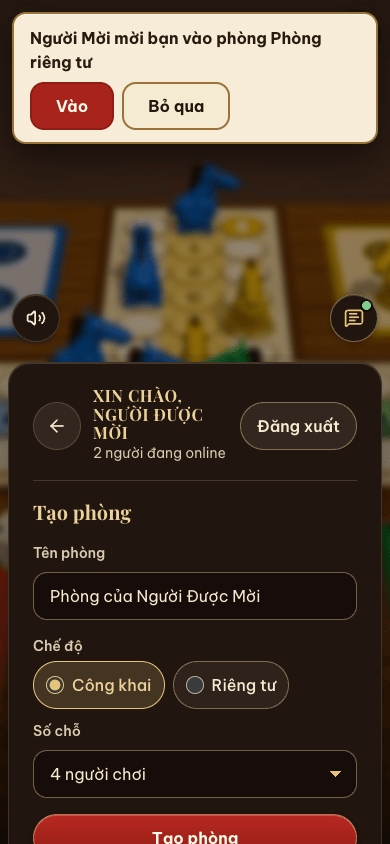 Người Mời mời bạn vào phòng Phòng
riêng tư
Vào
Bỏ qua
XIN CHÀO,
NGƯỜI ĐƯỢC
MỜI
2 người đang online
Đăng xuất
Tạo phòng
Tên phòng
Phòng của Người Được Mời
Chế độ
Công khai
Riêng tư
Số chỗ
4 người chơi
Tạo phòng